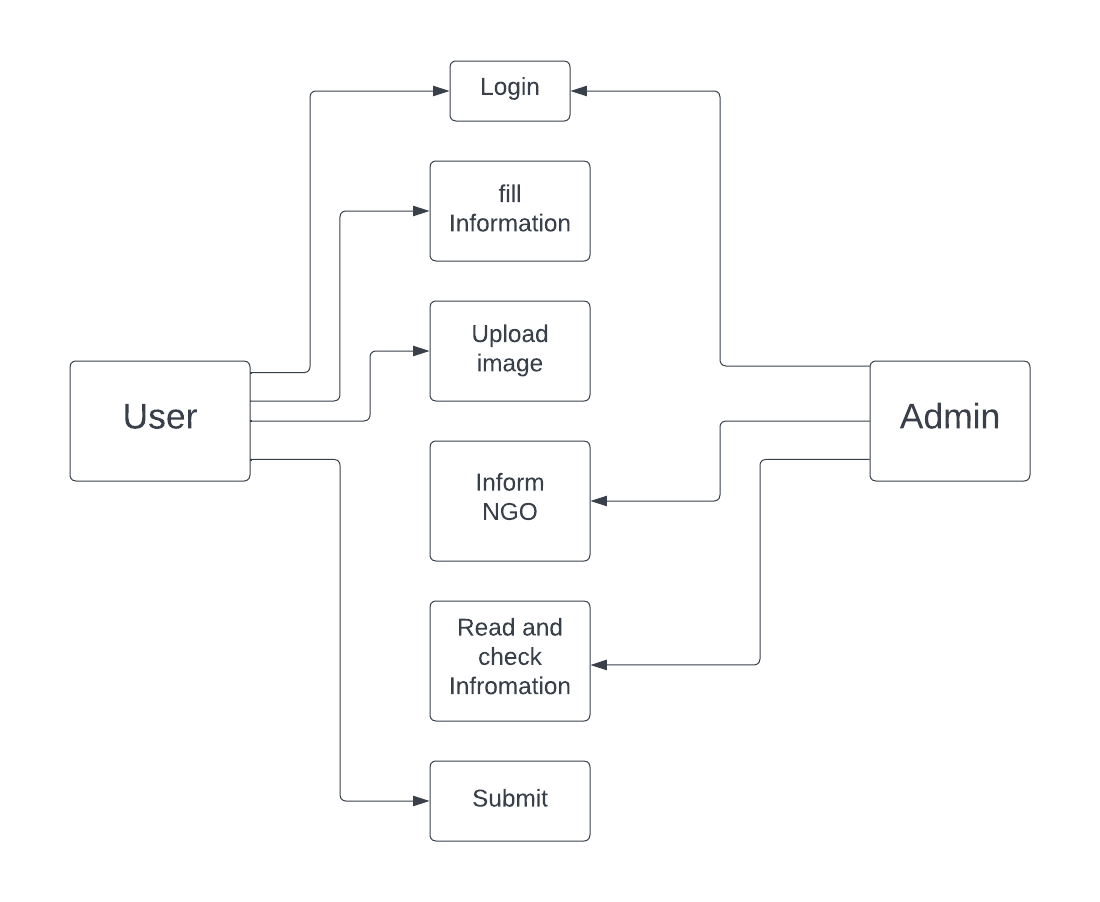 Login
fill
Information
Upload
image
User
Admin
Inform
NGO
Read and
check
Infromation
Submit